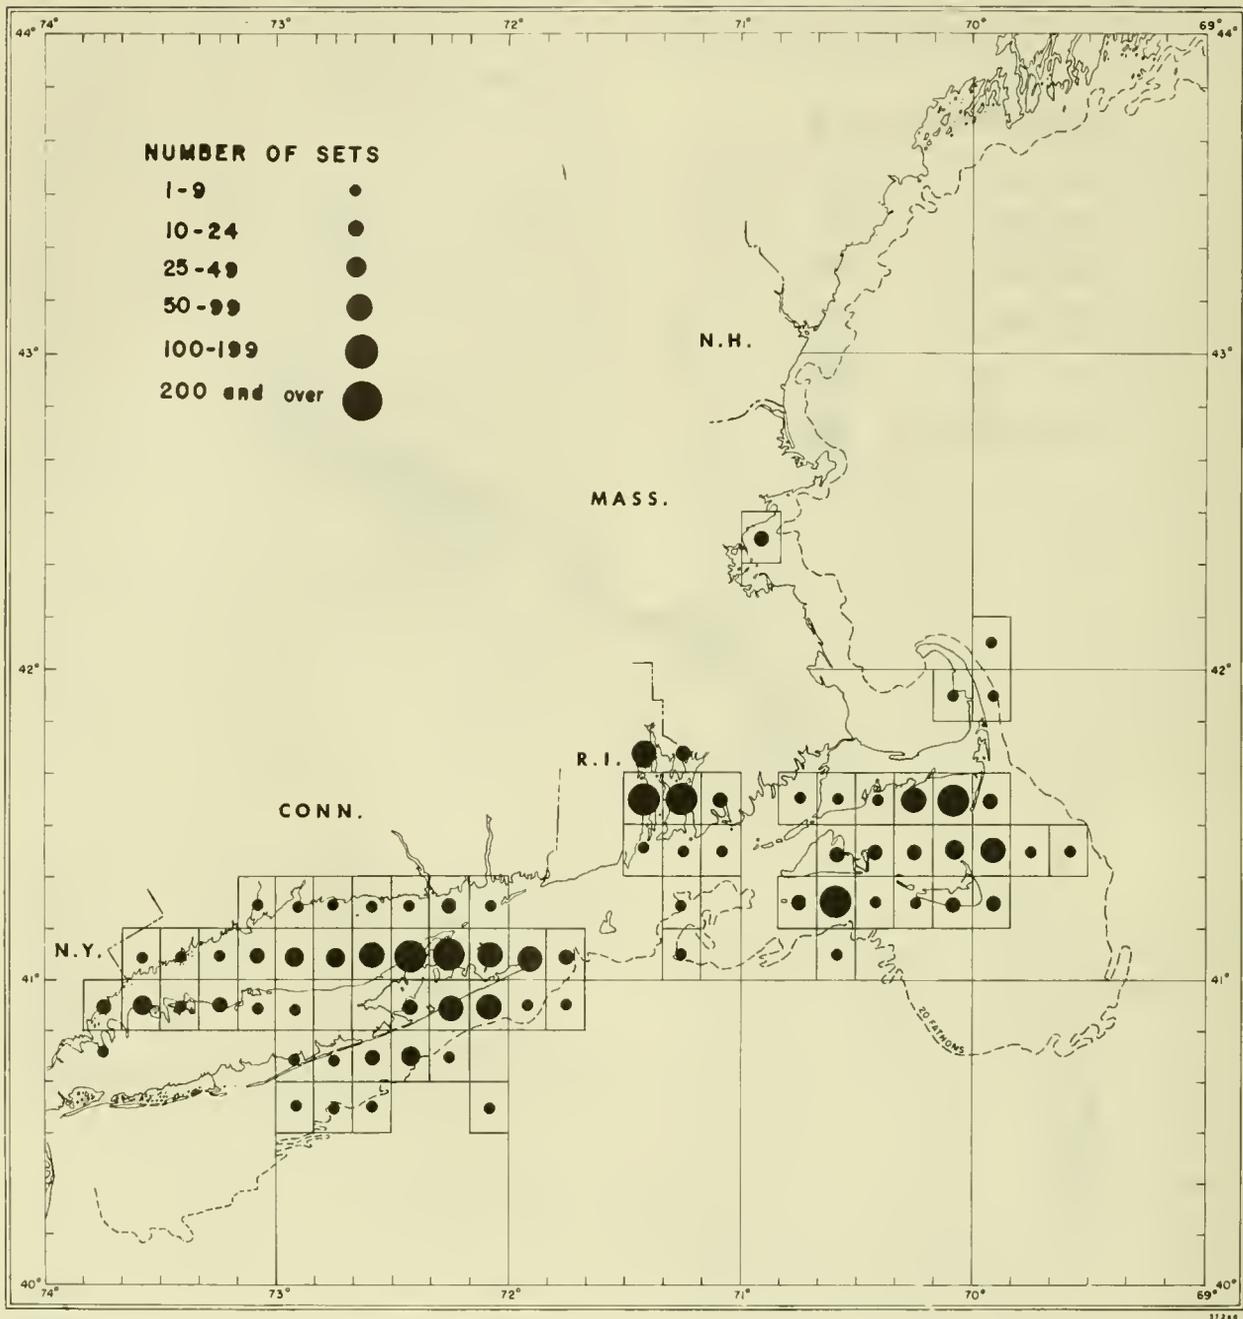 74° 73° 72° 71° 70° 69°
44° 44°
NUMBER OF SETS
1-9
10-24
25-49
50-99
100-199
200 and over
N.H.
43° 43°
MASS.
42° 42°
R.I.
CONN.
N.Y.
41° 41°
20 FATHOMS
40° 40°
74° 73° 72° 71° 70° 69°